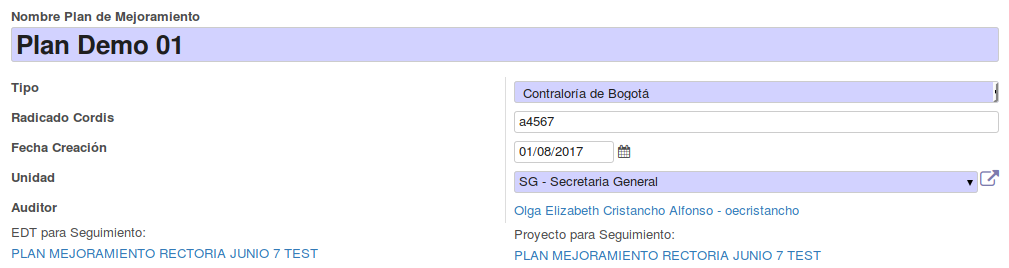 Nombre Plan de Mejoramiento
Plan Demo 01
Tipo
Contraloría de Bogotá
Radicado Cordis
a4567
Fecha Creación
01/08/2017
Unidad
SG - Secretaria General
Auditor
Olga Elizabeth Cristancho Alfonso - oecristancho
EDT para Seguimiento:
PLAN MEJORAMIENTO RECTORIA JUNIO 7 TEST
Proyecto para Seguimiento:
PLAN MEJORAMIENTO RECTORIA JUNIO 7 TEST